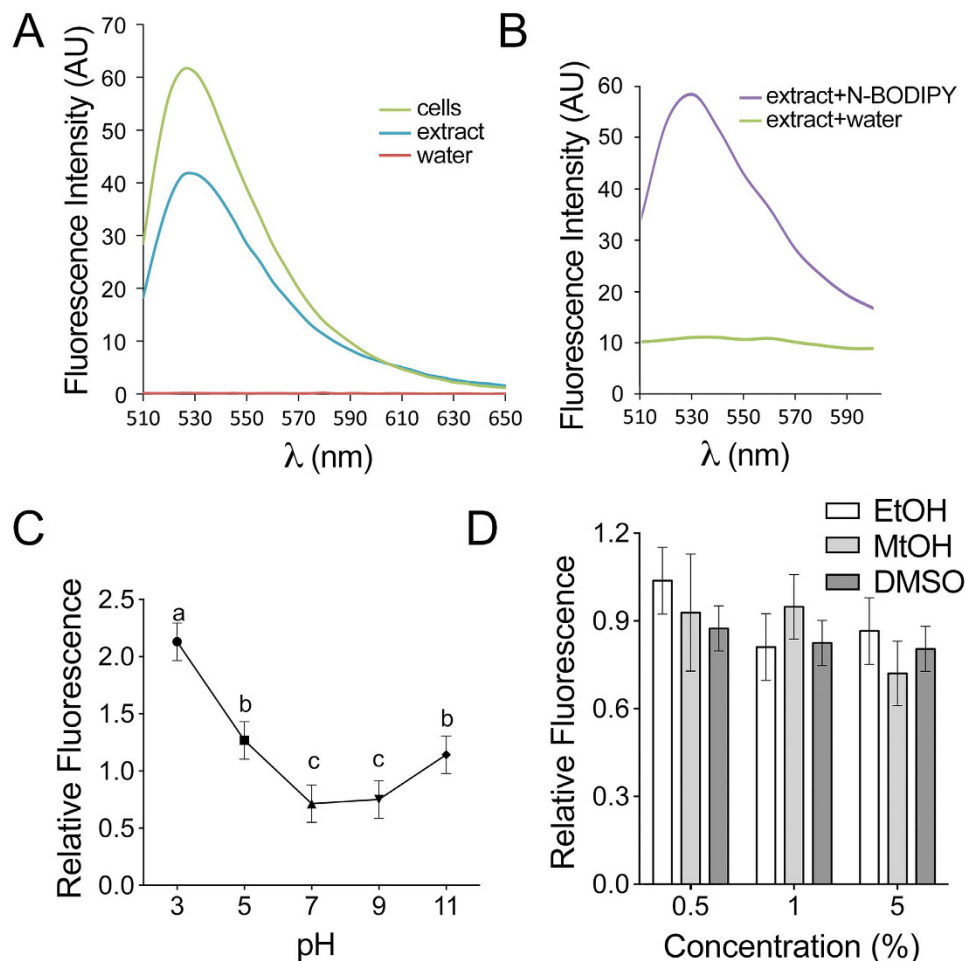 A
Fluorescence Intensity (AU)
70
60
50
40
30
20
10
0
cells
extract
water
510 530 550 570 590 610 630 650
λ (nm)
B
Fluorescence Intensity (AU)
60
50
40
30
20
10
0
extract+N-BODIPY
extract+water
510 530 550 570 590
λ (nm)
C
Relative Fluorescence
2.5
2.0
1.5
1.0
0.5
0.0
a
b
c
c
b
3 5 7 9 11
pH
D
Relative Fluorescence
1.2
0.9
0.6
0.3
0.0
EtOH
MtOH
DMSO
0.5 1 5
Concentration (%)